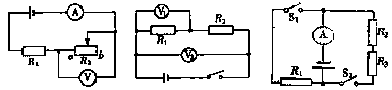 A
R₁
a
R₂
b
V
V₁
R₁
R₂
V₂
S₁
A
R₂
R₃
R₁
S₂